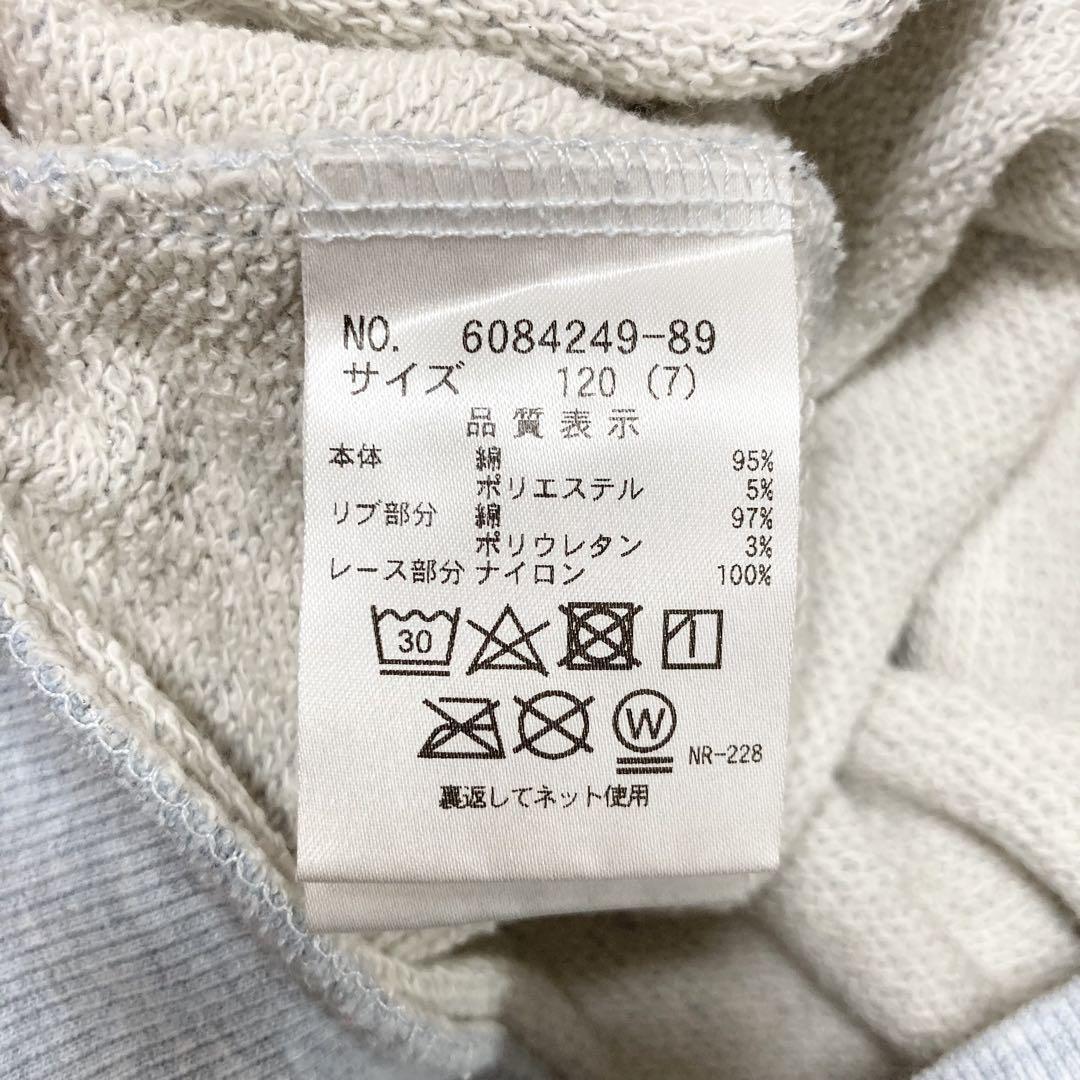 NO. 6084249-89
サイズ 120 (7)
品質表示
本体 綿 95%
ポリエステル 5%
リブ部分 綿 97%
ポリウレタン 3%
レース部分 ナイロン 100%
30
W NR-228
裏返してネット使用